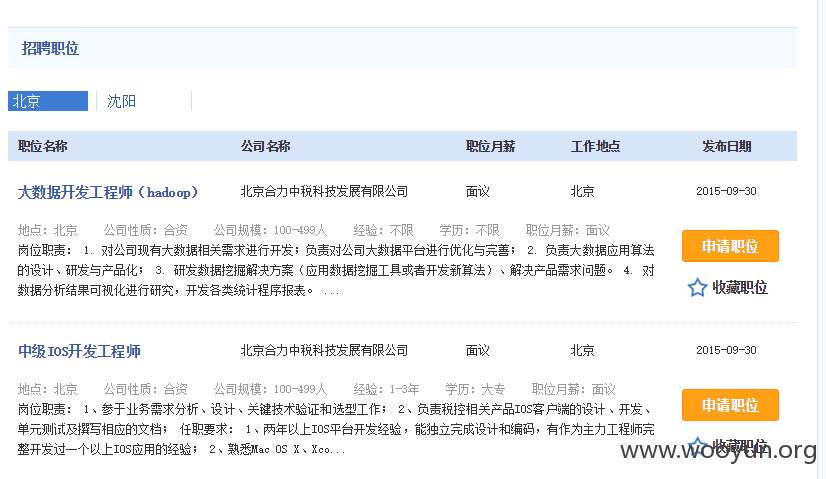 招聘职位
北京 沈阳
职位名称 公司名称 职位月薪 工作地点 发布日期
大数据开发工程师（hadoop） 北京合力中税科技发展有限公司 面议 北京 2015-09-30
地点：北京 公司性质：合资 公司规模：100-499人 经验：不限 学历：不限 职位月薪：面议
岗位职责： 1. 对公司现有大数据相关需求进行开发；负责对公司大数据平台进行优化与完善； 2. 负责大数据应用算法
的设计、研发与产品化； 3. 研发数据挖掘解决方案（应用数据挖掘工具或者开发新算法）、解决产品需求问题。 4. 对
数据分析结果可视化进行研究，开发各类统计程序报表。 ...
申请职位
收藏职位
中级IOS开发工程师 北京合力中税科技发展有限公司 面议 北京 2015-09-30
地点：北京 公司性质：合资 公司规模：100-499人 经验：1-3年 学历：大专 职位月薪：面议
岗位职责： 1、参于业务需求分析、设计、关键技术验证和选型工作； 2、负责税控相关产品IOS客户端的设计、开发、
单元测试及撰写相应的文档； 任职要求： 1、两年以上IOS平台开发经验，能独立完成设计和编码，有作为主力工程师完
整开发过一个以上IOS应用的经验； 2、熟悉Mac OS X、Xco...
申请职位
收藏职位
www.wooyun.org